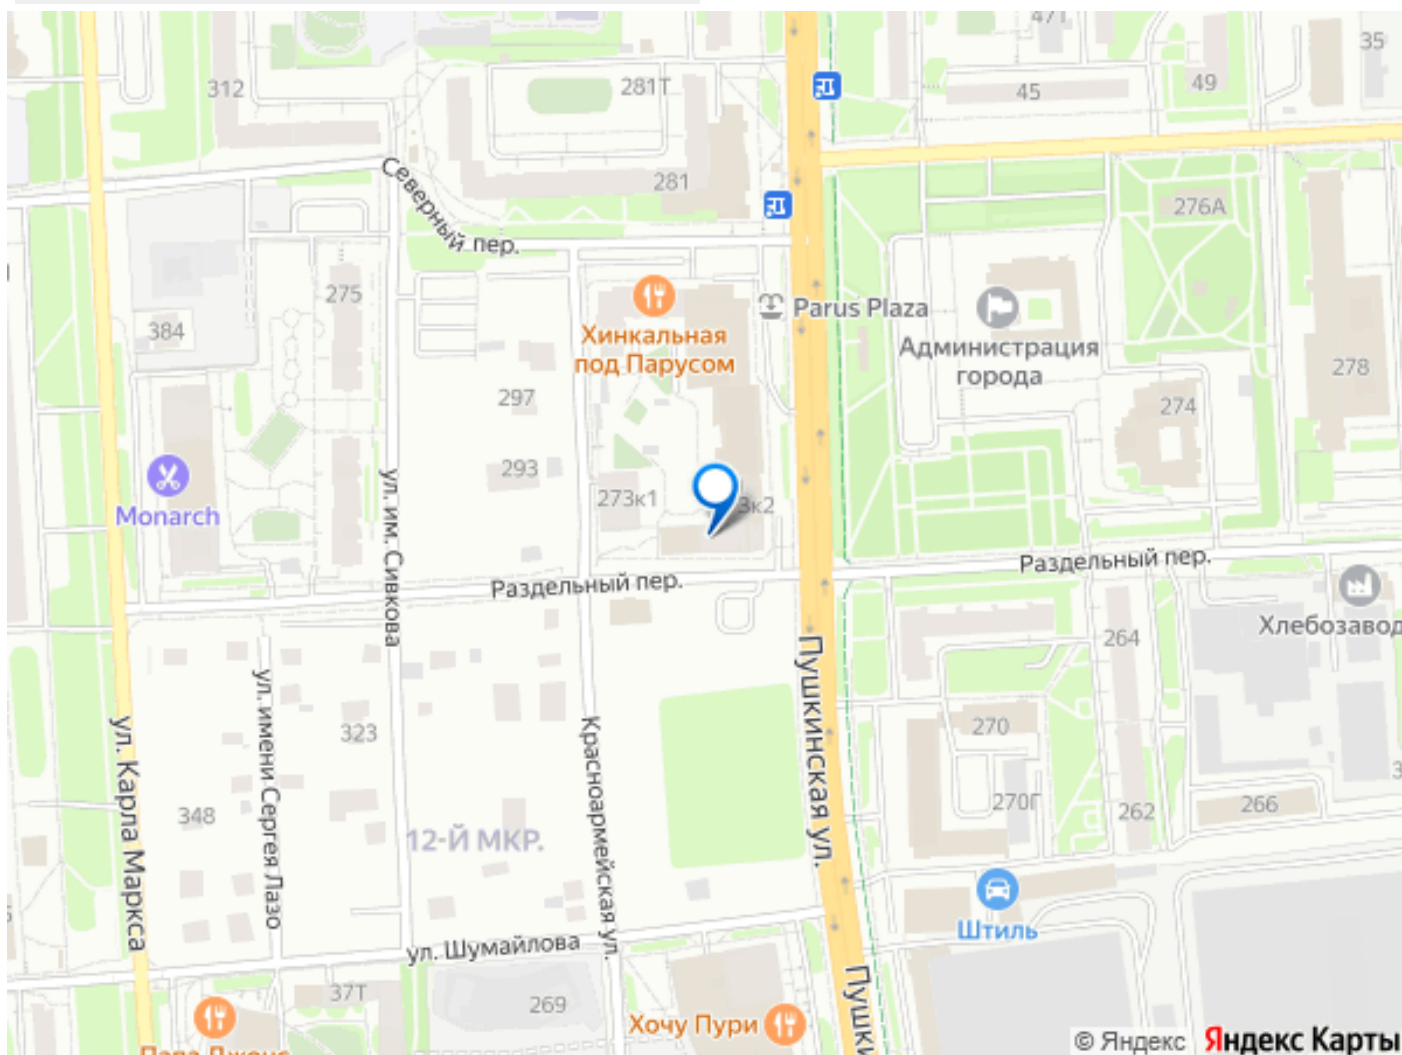 47Т
35
312
281Т
45
49
Северный пер.
281
276А
275
384
Parus Plaza
Хинкальная
под Парусом
Администрация
города
278
297
274
293
273к1
3к2
Monarch
ул. им. Сивкова
Раздельный пер.
Раздельный пер.
Хлебозавод
264
ул. имени Сергея Лазо
323
Красноармейская ул.
Пушкинская ул.
270
ул. Карла Маркса
348
12-Й МКР.
270Г
262
266
Штиль
ул. Шумайлова
37Т
269
Хочу Пури
Пушки
Папа Джонс
© Яндекс Яндекс Карты